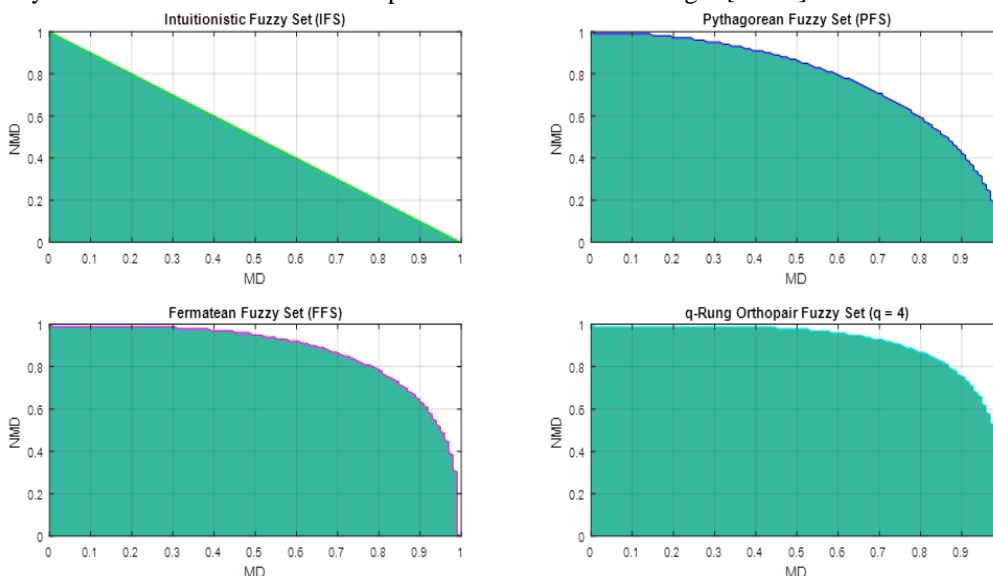 Intuitionistic Fuzzy Set (IFS)
1
0.8
0.6
0.4
0.2
0
NMD
0 0.1 0.2 0.3 0.4 0.5 0.6 0.7 0.8 0.9 1
MD
Pythagorean Fuzzy Set (PFS)
1
0.8
0.6
0.4
0.2
0
NMD
0 0.1 0.2 0.3 0.4 0.5 0.6 0.7 0.8 0.9
MD
Fermatean Fuzzy Set (FFS)
1
0.8
0.6
0.4
0.2
0
NMD
0 0.1 0.2 0.3 0.4 0.5 0.6 0.7 0.8 0.9 1
MD
q-Rung Orthopair Fuzzy Set (q = 4)
1
0.8
0.6
0.4
0.2
0
NMD
0 0.1 0.2 0.3 0.4 0.5 0.6 0.7 0.8 0.9
MD